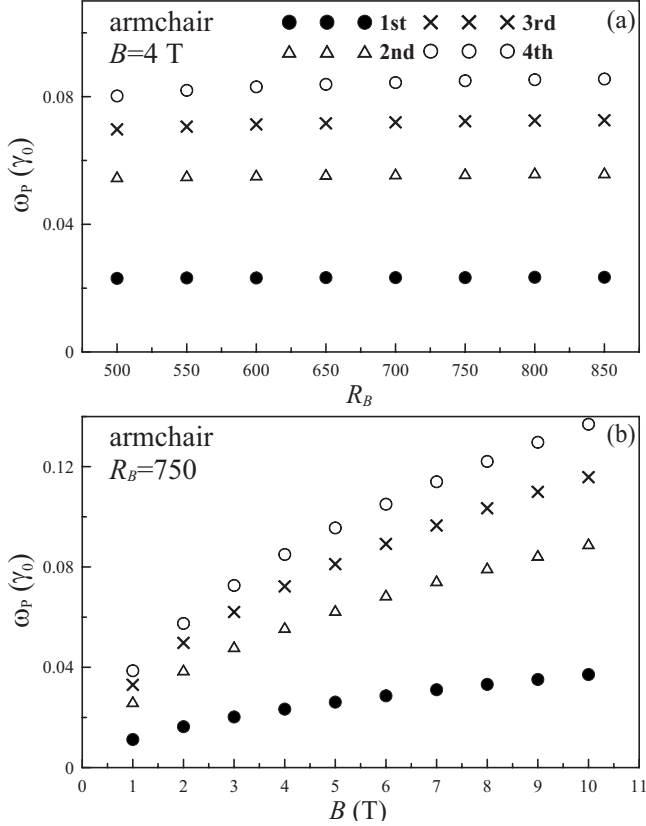 armchair
B=4 T
1st 3rd
2nd 4th
(a)
0.08
0.04
0
ωP (γ0)
500 550 600 650 700 750 800 850
RB
armchair
RB=750
(b)
0.12
0.08
0.04
0
ωP (γ0)
0 1 2 3 4 5 6 7 8 9 10 11
B (T)